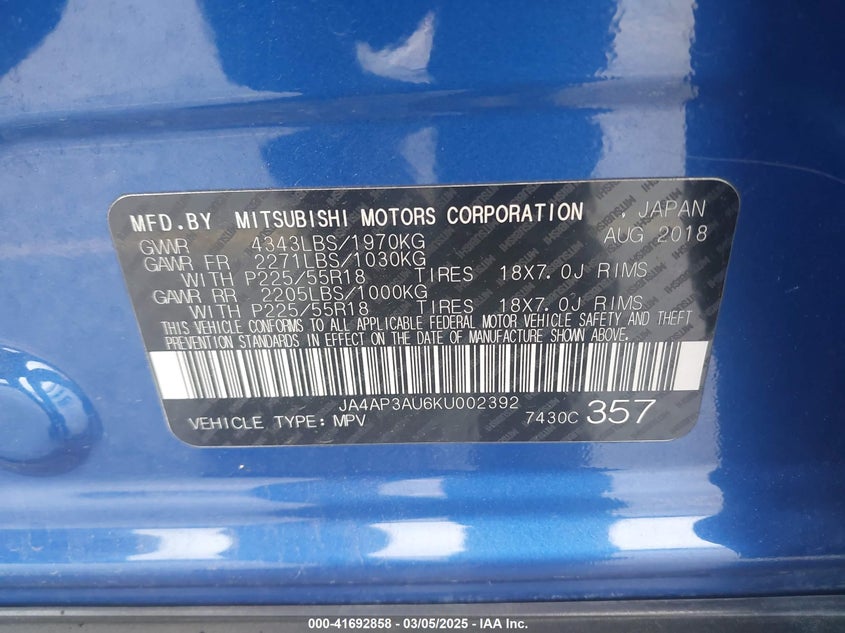 MFD.BY MITSUBISHI MOTORS CORPORATION , JAPAN
GVWR 4343LBS/1970KG AUG 2018
GAWR FR 2271LBS/1030KG
WITH P225/55R18 TIRES 18X7.0J RIMS
GAWR RR 2205LBS/1000KG
WITH P225/55R18 TIRES 18X7.0J RIMS
THIS VEHICLE CONFORMS TO ALL APPLICABLE FEDERAL MOTOR VEHICLE SAFETY AND THEFT
PREVENTION STANDARDS IN EFFECT ON THE DATE OF MANUFACTURE SHOWN ABOVE.
JA4AP3AU6KU002392
VEHICLE TYPE: MPV 7430C 357
000-41692858 - 03/05/2025 - © IAA, Inc.